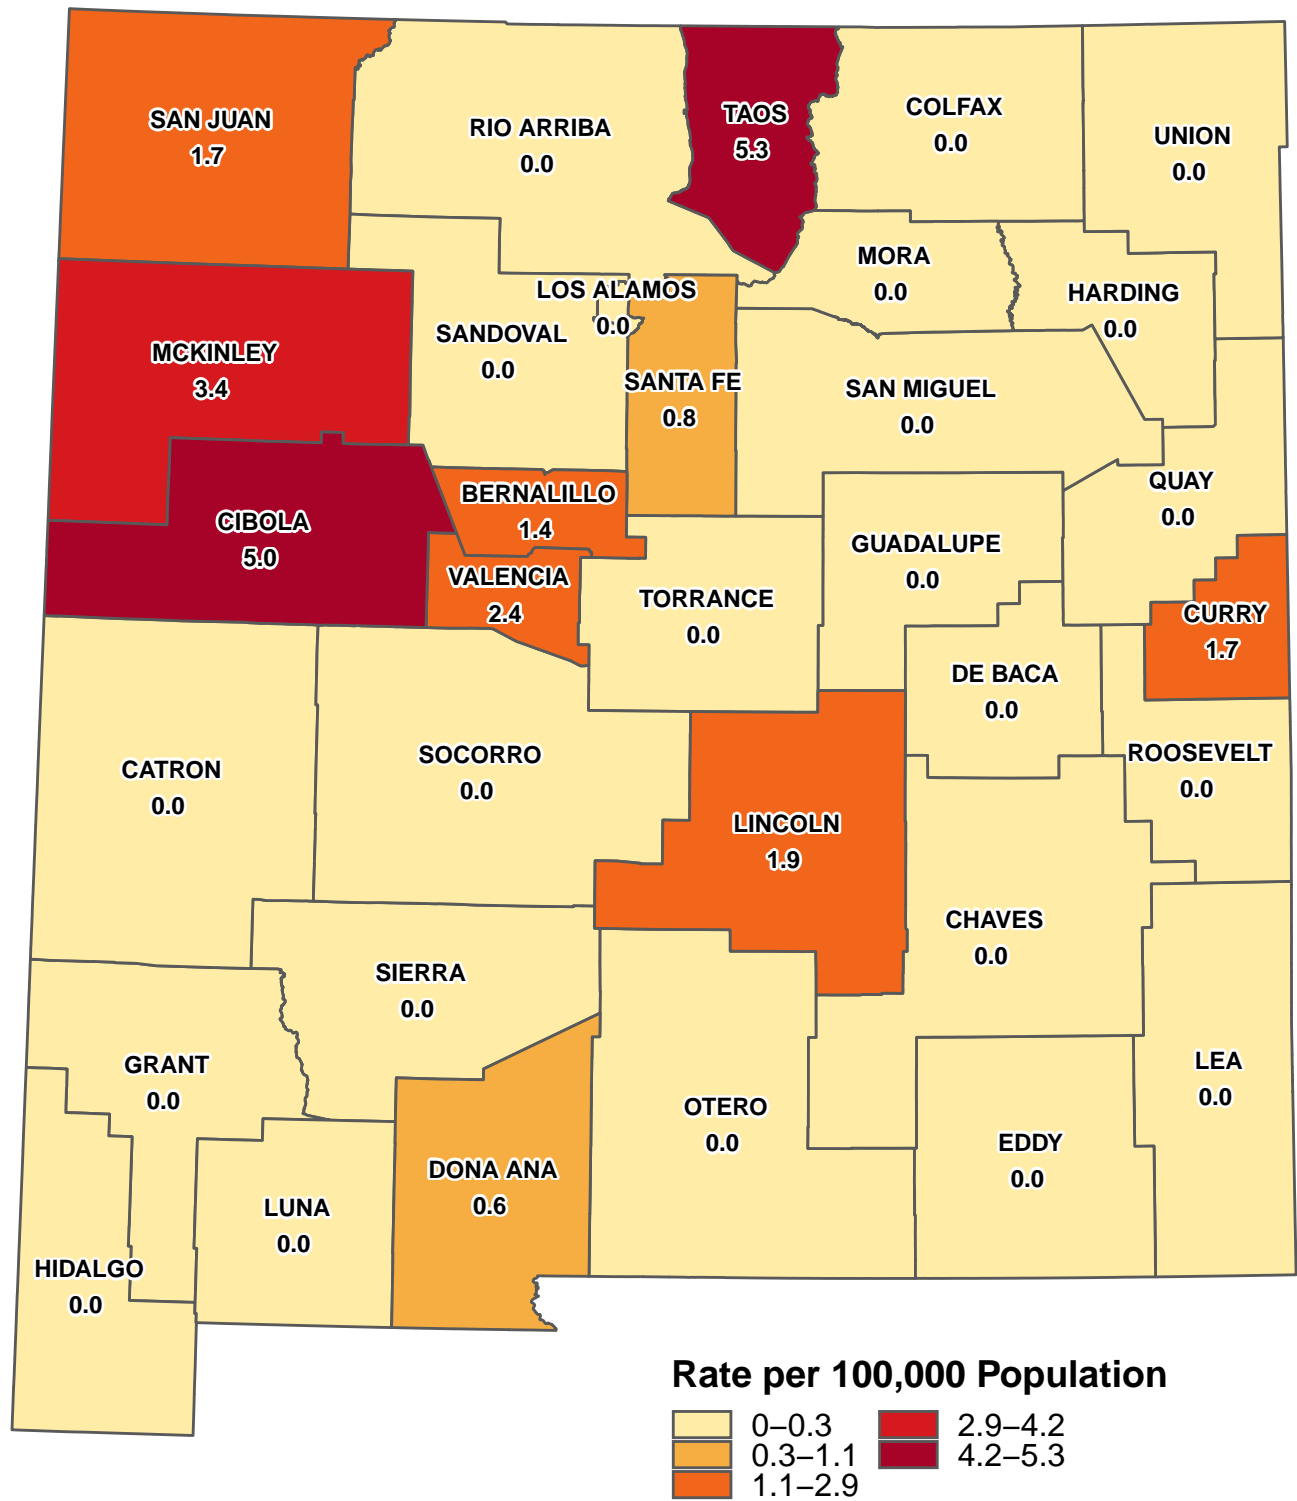 SAN JUAN
1.7
RIO ARRIBA
0.0
TAOS
5.3
COLFAX
0.0
UNION
0.0
MORA
0.0
HARDING
0.0
LOS ALAMOS
0.0
SANDOVAL
0.0
MCKINLEY
3.4
SANTA FE
0.8
SAN MIGUEL
0.0
QUAY
0.0
BERNALILLO
1.4
CIBOLA
5.0
GUADALUPE
0.0
VALENCIA
2.4
TORRANCE
0.0
CURRY
1.7
DE BACA
0.0
ROOSEVELT
0.0
CATRON
0.0
SOCORRO
0.0
LINCOLN
1.9
CHAVES
0.0
SIERRA
0.0
GRANT
0.0
LEA
0.0
OTERO
0.0
EDDY
0.0
DONA ANA
0.6
LUNA
0.0
HIDALGO
0.0
Rate per 100,000 Population
0–0.3
0.3–1.1
1.1–2.9
2.9–4.2
4.2–5.3